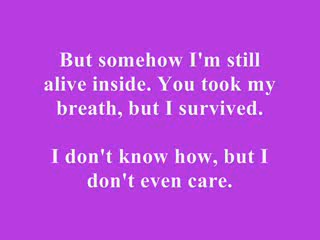 But somehow I'm still
alive inside. You took my
breath, but I survived.
I don't know how, but I
don't even care.